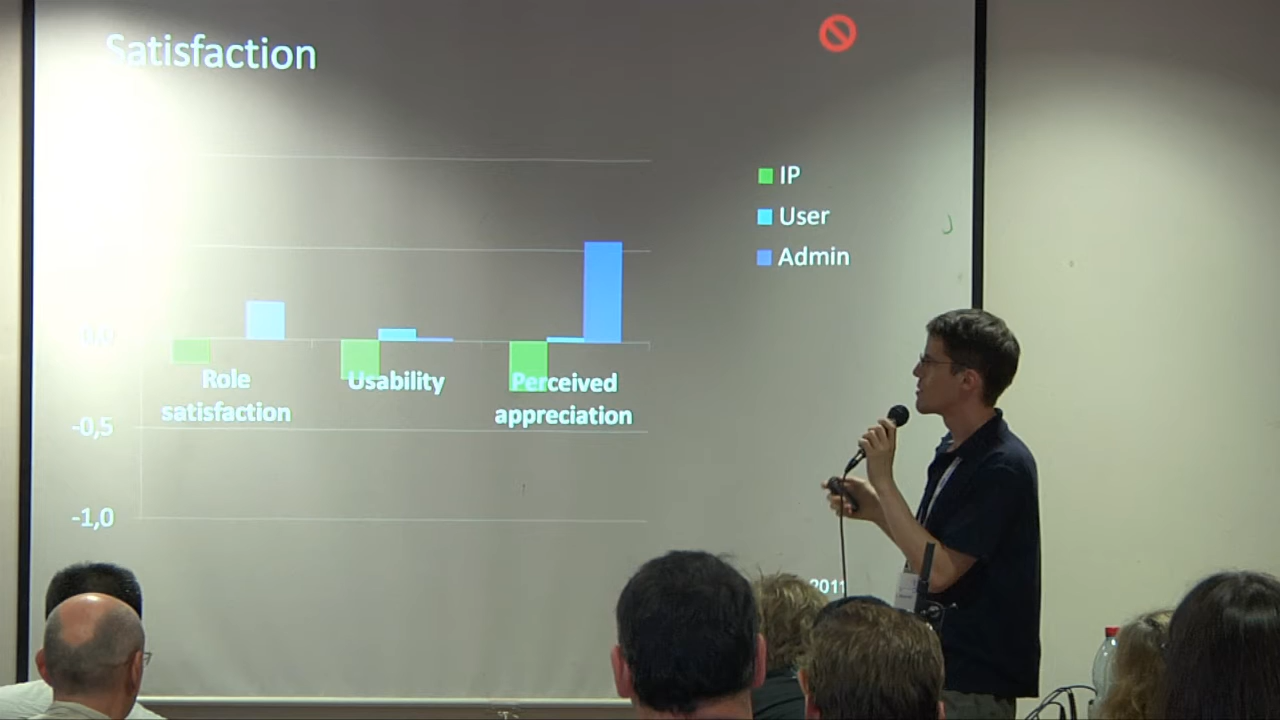 Satisfaction
IP
User
Admin
0,0
Role
satisfaction
Usability
Perceived
appreciation
-0,5
-1,0
2011